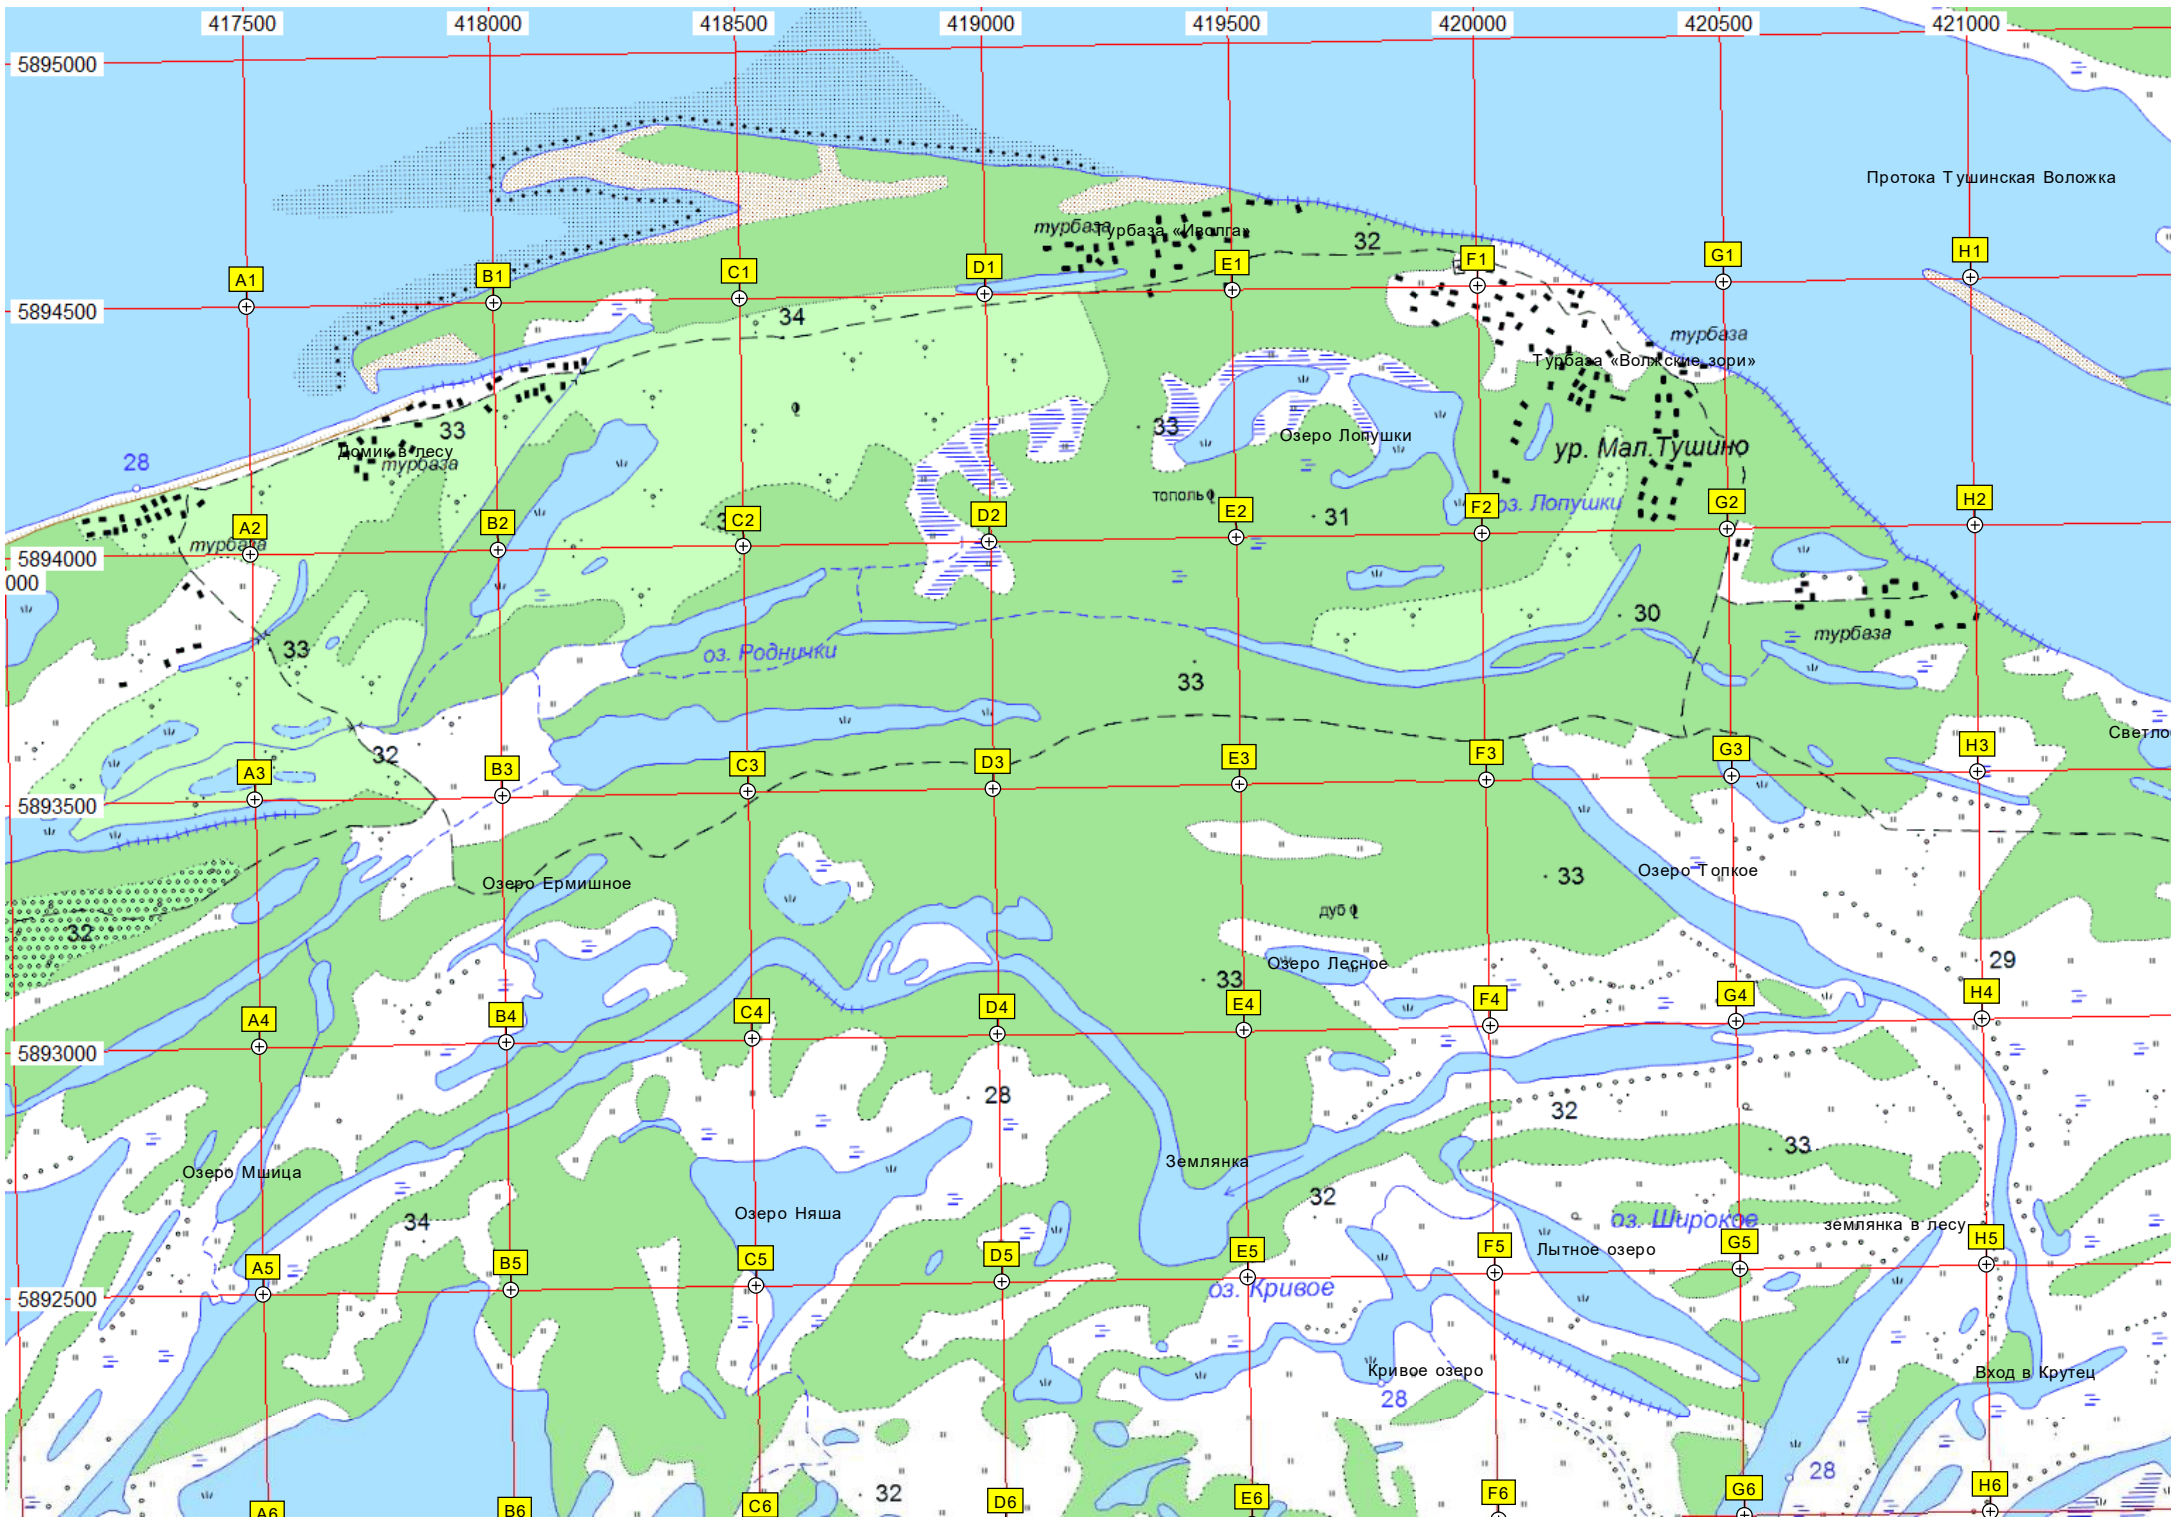 417500 418000 418500 419000 419500 420000 420500 421000
5895000
Протока Тушинская Воложка
турбаза
Турбаза «Иволга»
32
A1 B1 C1 D1 E1 F1 G1 H1
5894500
34
турбаза
Турбаза «Волжские зори»
33
33
Озеро Лопушки
ур. Мал.Тушино
Домик в лесу
турбаза
28
тополь
31
оз. Лопушки
A2 B2 C2 D2 E2 F2 G2 H2
турбаза
5894000
000
30
турбаза
33
оз. Роднички
33
Светло
32
A3 B3 C3 D3 E3 F3 G3 H3
5893500
Озеро Ермишное
33
Озеро Топкое
дуб
32
29
33
Озеро Лесное
A4 B4 C4 D4 E4 F4 G4 H4
5893000
28
32
33
Озеро Мшица
Землянка
32
Озеро Няша
34
оз. Широкое
землянка в лесу
Лытное озеро
A5 B5 C5 D5 E5 F5 G5 H5
5892500
оз. Кривое
Кривое озеро
Вход в Крутец
28
28
32
A6 B6 C6 D6 E6 F6 G6 H6